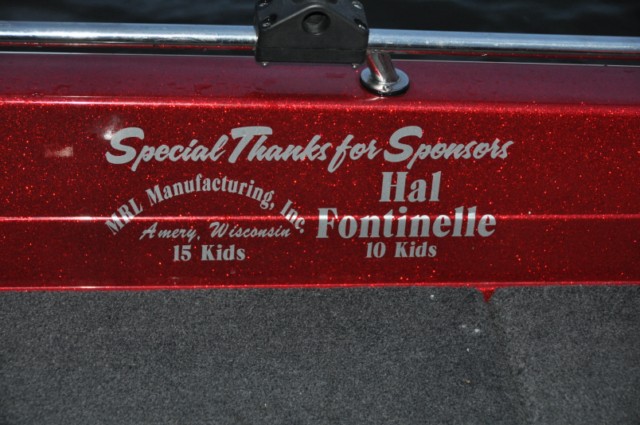 Special Thanks for Sponsors
MRL Manufacturing, Inc.
Amery, Wisconsin
15 Kids
Hal
Fontinelle
10 Kids